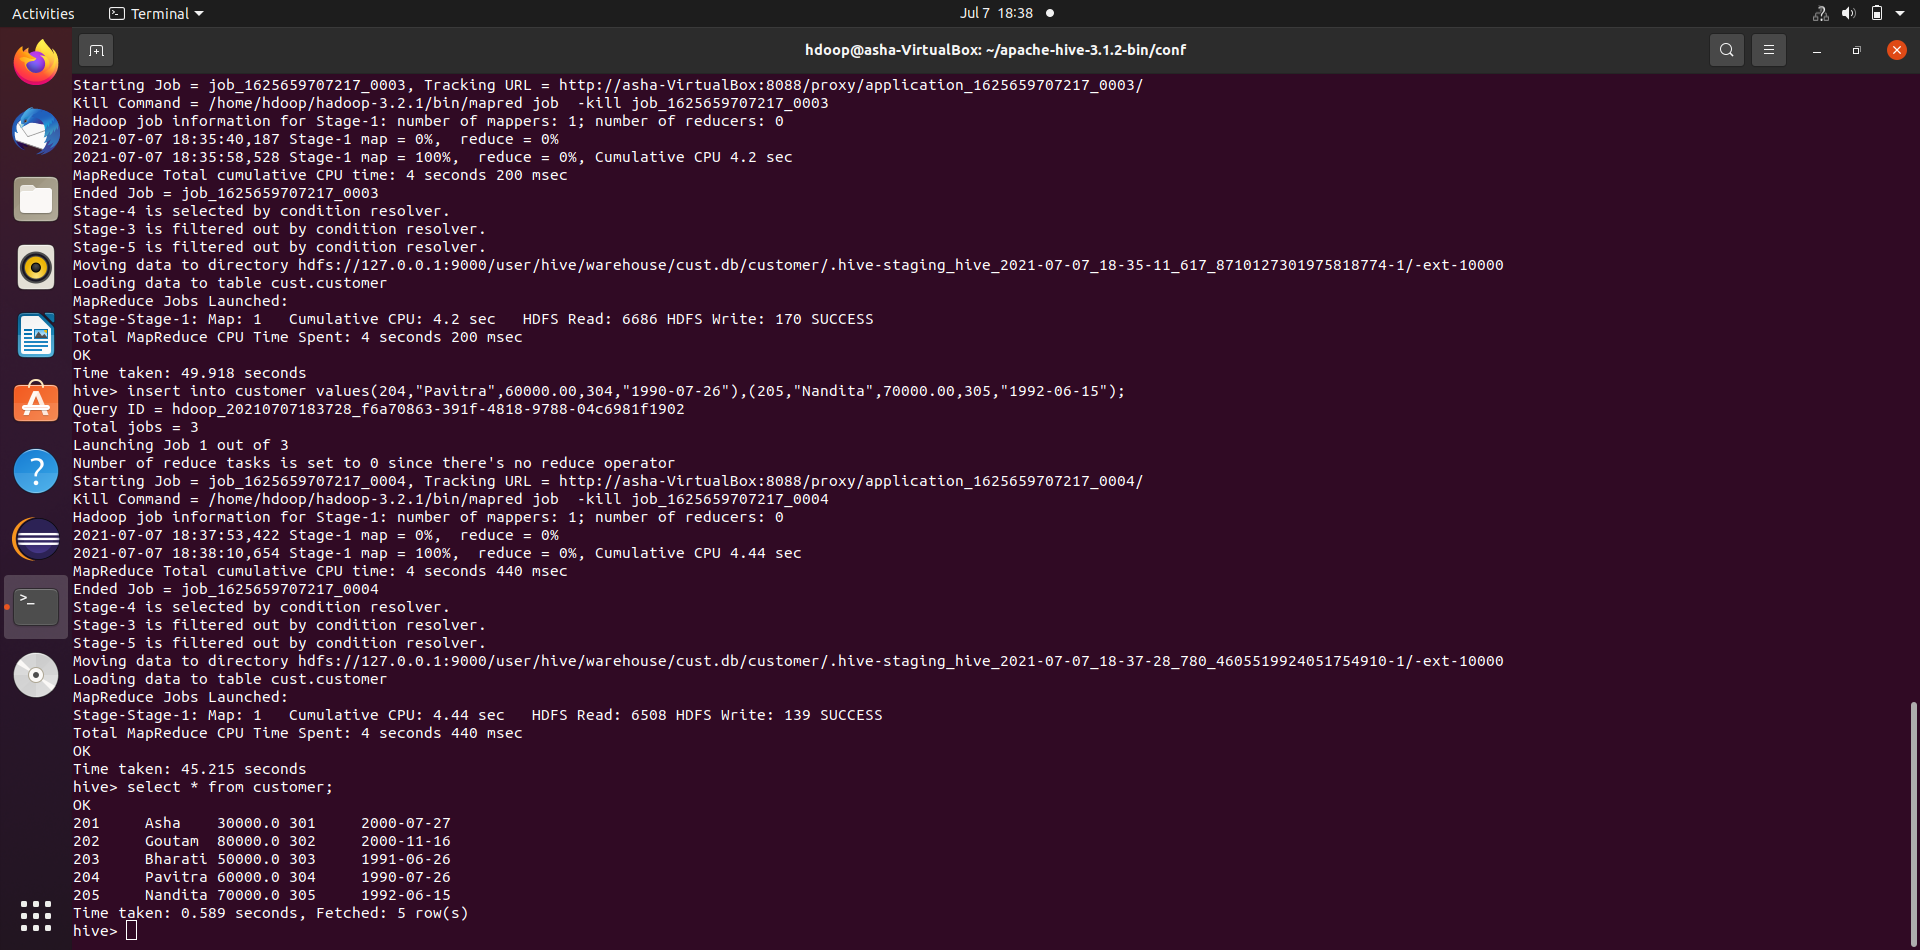 Activities Terminal Jul 7 18:38
hdoop@asha-VirtualBox: ~/apache-hive-3.1.2-bin/conf
Starting Job = job_1625659707217_0003, Tracking URL = http://asha-VirtualBox:8088/proxy/application_1625659707217_0003/
Kill Command = /home/hdoop/hadoop-3.2.1/bin/mapred job  -kill job_1625659707217_0003
Hadoop job information for Stage-1: number of mappers: 1; number of reducers: 0
2021-07-07 18:35:40,187 Stage-1 map = 0%,  reduce = 0%
2021-07-07 18:35:58,528 Stage-1 map = 100%,  reduce = 0%, Cumulative CPU 4.2 sec
MapReduce Total cumulative CPU time: 4 seconds 200 msec
Ended Job = job_1625659707217_0003
Stage-4 is selected by condition resolver.
Stage-3 is filtered out by condition resolver.
Stage-5 is filtered out by condition resolver.
Moving data to directory hdfs://127.0.0.1:9000/user/hive/warehouse/cust.db/customer/.hive-staging_hive_2021-07-07_18-35-11_617_8710127301975818774-1/-ext-10000
Loading data to table cust.customer
MapReduce Jobs Launched:
Stage-Stage-1: Map: 1   Cumulative CPU: 4.2 sec   HDFS Read: 6686 HDFS Write: 170 SUCCESS
Total MapReduce CPU Time Spent: 4 seconds 200 msec
OK
Time taken: 49.918 seconds
hive> insert into customer values(204,"Pavitra",60000.00,304,"1990-07-26"),(205,"Nandita",70000.00,305,"1992-06-15");
Query ID = hdoop_20210707183728_f6a70863-391f-4818-9788-04c6981f1902
Total jobs = 3
Launching Job 1 out of 3
Number of reduce tasks is set to 0 since there's no reduce operator
Starting Job = job_1625659707217_0004, Tracking URL = http://asha-VirtualBox:8088/proxy/application_1625659707217_0004/
Kill Command = /home/hdoop/hadoop-3.2.1/bin/mapred job  -kill job_1625659707217_0004
Hadoop job information for Stage-1: number of mappers: 1; number of reducers: 0
2021-07-07 18:37:53,422 Stage-1 map = 0%,  reduce = 0%
2021-07-07 18:38:10,654 Stage-1 map = 100%,  reduce = 0%, Cumulative CPU 4.44 sec
MapReduce Total cumulative CPU time: 4 seconds 440 msec
Ended Job = job_1625659707217_0004
Stage-4 is selected by condition resolver.
Stage-3 is filtered out by condition resolver.
Stage-5 is filtered out by condition resolver.
Moving data to directory hdfs://127.0.0.1:9000/user/hive/warehouse/cust.db/customer/.hive-staging_hive_2021-07-07_18-37-28_780_4605519924051754910-1/-ext-10000
Loading data to table cust.customer
MapReduce Jobs Launched:
Stage-Stage-1: Map: 1   Cumulative CPU: 4.44 sec   HDFS Read: 6508 HDFS Write: 139 SUCCESS
Total MapReduce CPU Time Spent: 4 seconds 440 msec
OK
Time taken: 45.215 seconds
hive> select * from customer;
OK
201     Asha    30000.0 301     2000-07-27
202     Goutam  80000.0 302     2000-11-16
203     Bharati 50000.0 303     1991-06-26
204     Pavitra 60000.0 304     1990-07-26
205     Nandita 70000.0 305     1992-06-15
Time taken: 0.589 seconds, Fetched: 5 row(s)
hive>